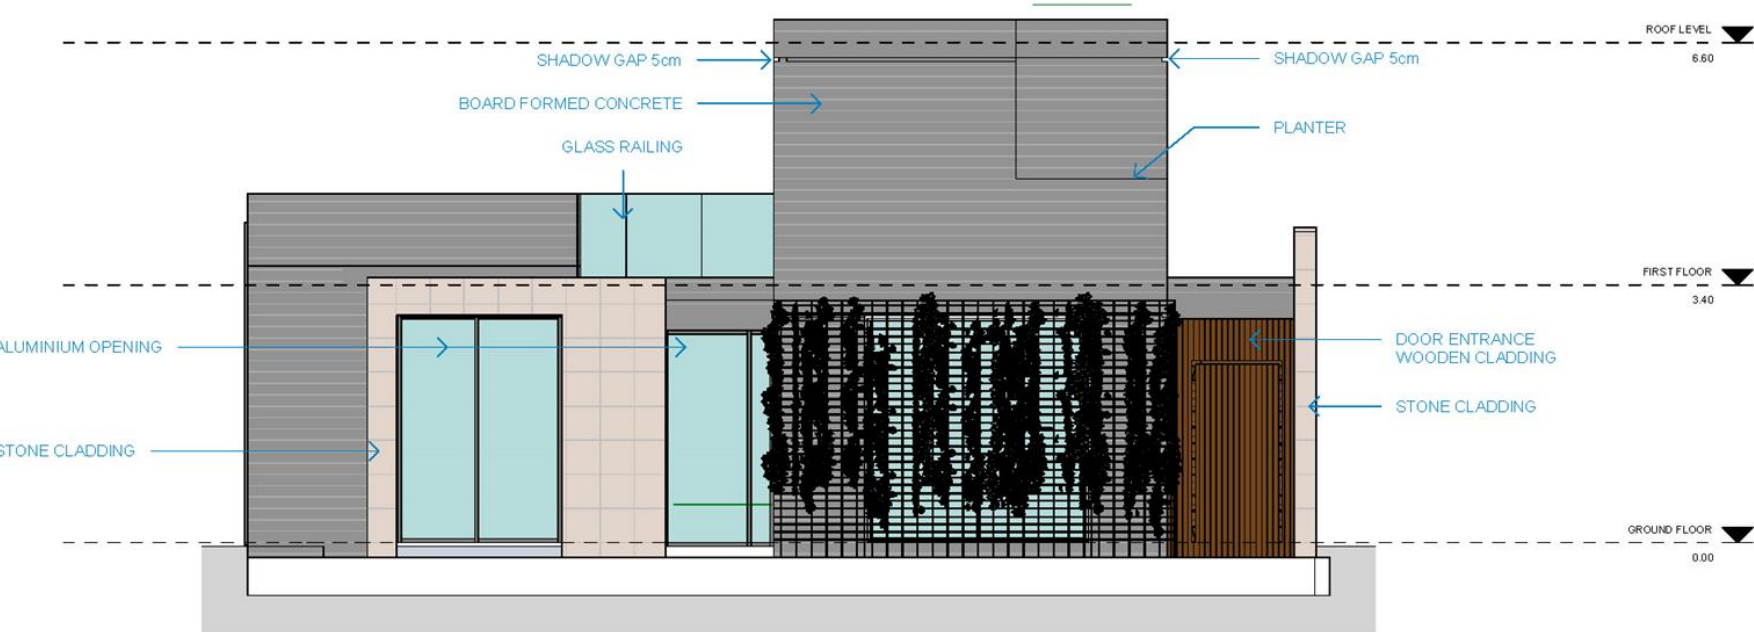 ROOF LEVEL
6.60
SHADOW GAP 5cm
SHADOW GAP 5cm
BOARD FORMED CONCRETE
PLANTER
GLASS RAILING
FIRST FLOOR
3.40
ALUMINIUM OPENING
DOOR ENTRANCE
WOODEN CLADDING
STONE CLADDING
STONE CLADDING
GROUND FLOOR
0.00